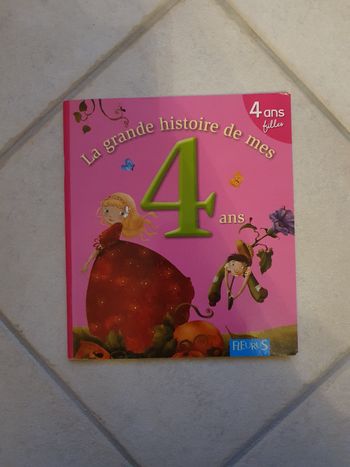 4 ans
filles
La grande histoire de mes
4
ans
FLEURUS